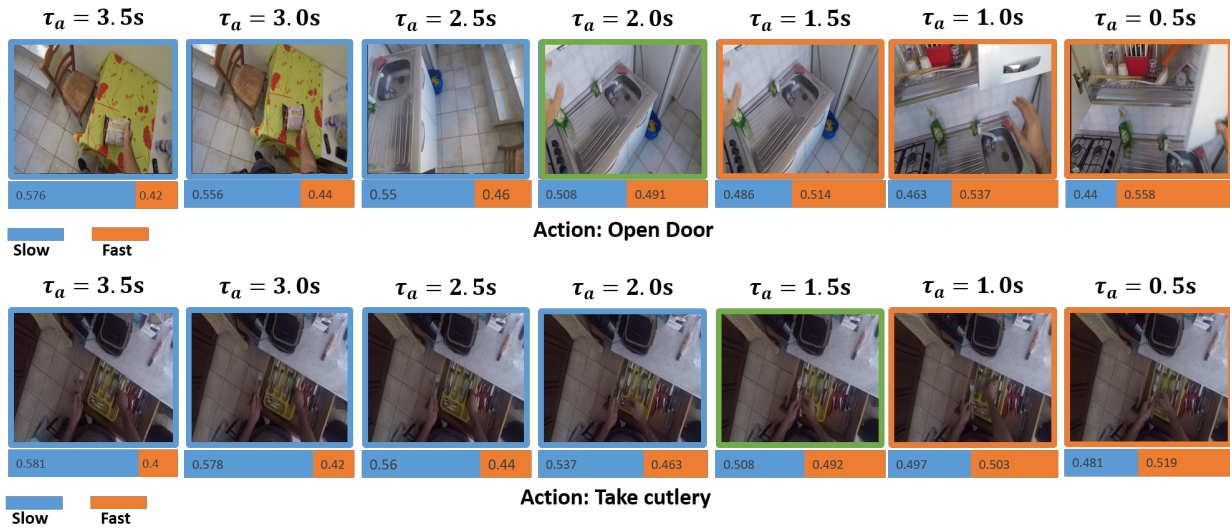 τₐ = 3.5s τₐ = 3.0s τₐ = 2.5s τₐ = 2.0s τₐ = 1.5s τₐ = 1.0s τₐ = 0.5s
0.576 0.42 0.556 0.44 0.55 0.46 0.508 0.491 0.486 0.514 0.463 0.537 0.44 0.558
Action: Open Door
Slow Fast
τₐ = 3.5s τₐ = 3.0s τₐ = 2.5s τₐ = 2.0s τₐ = 1.5s τₐ = 1.0s τₐ = 0.5s
0.581 0.4 0.578 0.42 0.56 0.44 0.537 0.463 0.508 0.492 0.497 0.503 0.481 0.519
Action: Take cutlery
Slow Fast